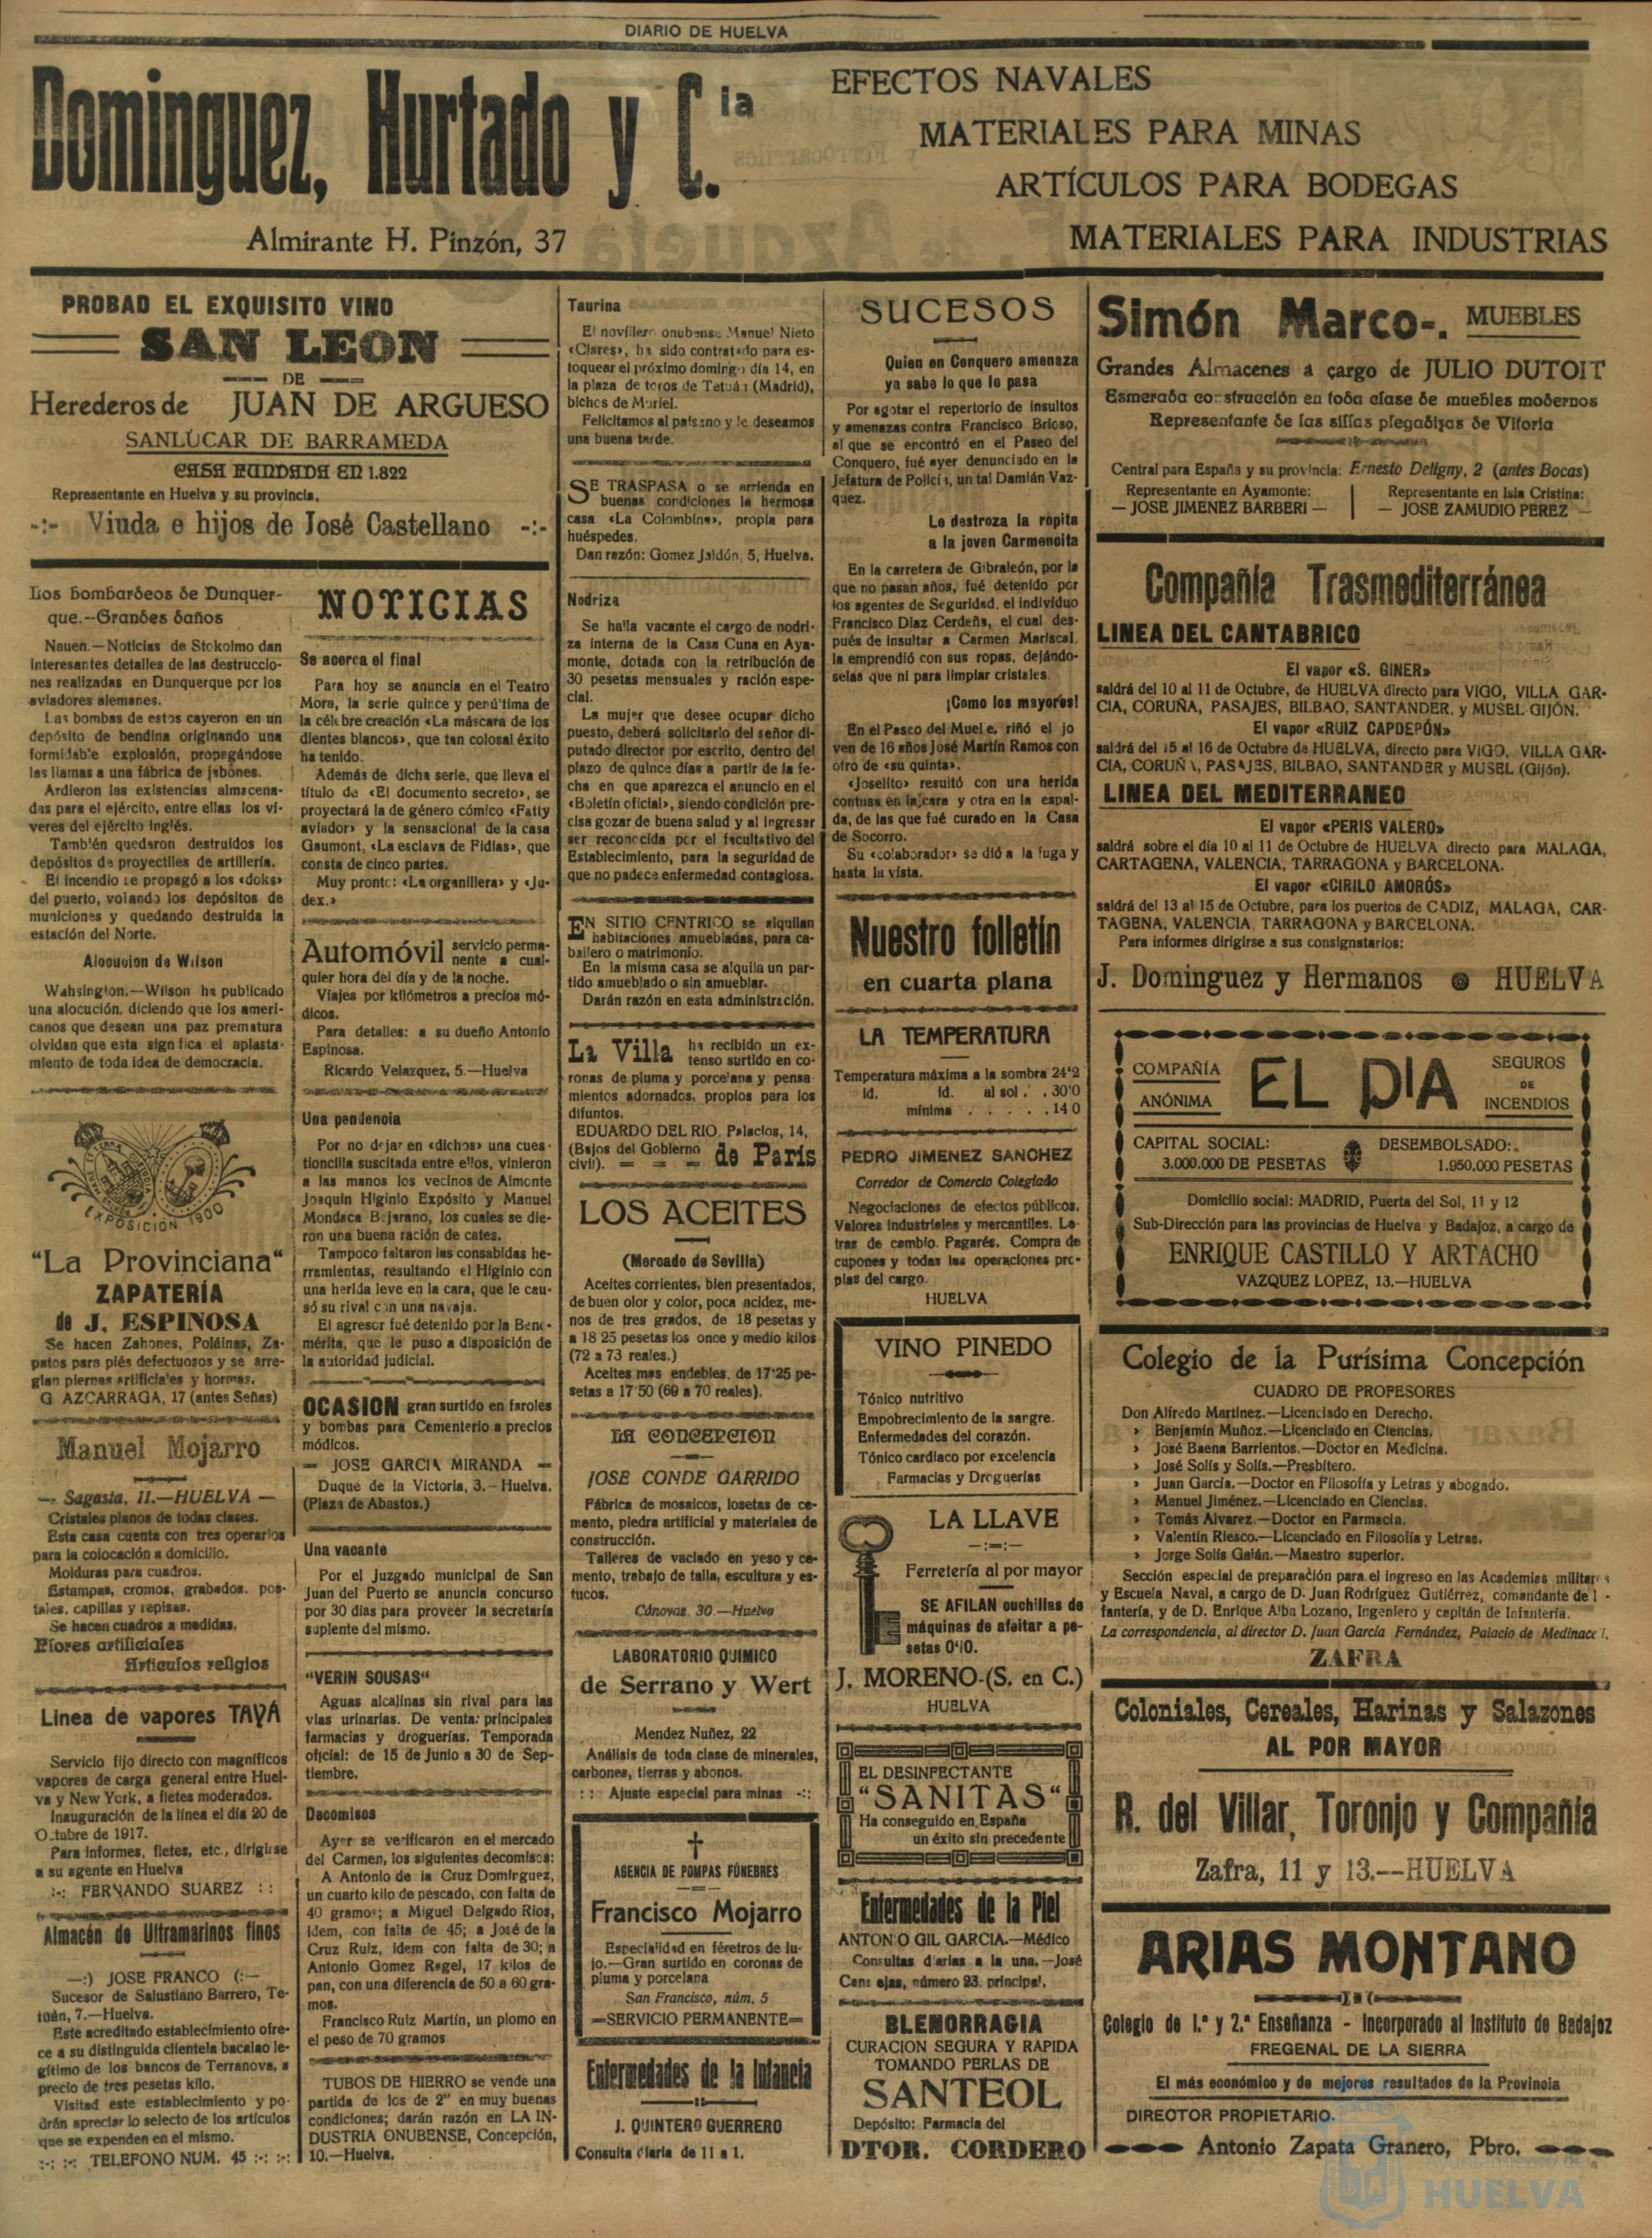 DIARIO DE HUELVA
Dominguez, Hurtado y C.ia
Almirante H. Pinzón, 37
EFECTOS NAVALES
MATERIALES PARA MINAS
ARTÍCULOS PARA BODEGAS
MATERIALES PARA INDUSTRIAS
PROBAD EL EXQUISITO VINO
SAN LEON
DE
Herederos de JUAN DE ARGUESO
SANLÚCAR DE BARRAMEDA
CASA FUNDADA EN 1.822
Representante en Huelva y su provincia,
-:- Viuda e hijos de José Castellano -:-
Los bombardeos de Dunquer-
que.--Grandes daños
Nauen.—Noticias de Stokolmo dan
interesantes detalles de las destruccio-
nes realizadas en Dunquerque por los
aviadores alemanes.
Las bombas de estos cayeron en un
depósito de bendina originando una
formidable explosión, propagándose
las llamas a una fábrica de jabones.
Ardieron las existencias almacena-
das para el ejército, entre ellas los ví-
veres del ejército inglés.
También quedaron destruidos los
depósitos de proyectiles de artillería.
El incendio se propagó a los «doks»
del puerto, volando los depósitos de
municiones y quedando destruida la
estación del Norte.
Alocución de Wilson
Wahsington.—Wilson ha publicado
una alocución, diciendo que los ameri-
canos que desean una paz prematura
olvidan que esta significa el aplasta-
miento de toda idea de democracia.
EXPOSICIÓN 1900
“La Provinciana“
ZAPATERÍA
de J. ESPINOSA
Se hacen Zahones, Poláinas, Za-
patos para piés defectuosos y se arre-
glan piernas artificiales y hormas.
G AZCARRAGA, 17 (antes Señas)
Manuel Mojarro
—. Sagasta, 11.—HUELVA —
Cristales planos de todas clases.
Esta casa cuenta con tres operarios
para la colocación a domicilio.
Molduras para cuadros.
Estampas, cromos, grabados, pos-
tales, capillas y repisas.
Se hacen cuadros a medidas.
Flores artificiales
Artículos religios
Linea de vapores TAYÁ
Servicio fijo directo con magníficos
vapores de carga general entre Huel-
va y New York, a fletes moderados.
Inauguración de la línea el día 20 de
Octubre de 1917.
Para informes, fletes, etc., dirigirse
a su agente en Huelva
:-: FERNANDO SUAREZ : :
Almacén de Ultramarinos finos
—:) JOSE FRANCO (:—
Sucesor de Salustiano Barrero, Te-
tuán, 7.—Huelva.
Este acreditado establecimiento ofre-
ce a su distinguida clientela bacalao le-
gítimo de los bancos de Terranova, a
precio de tres pesetas kilo.
Visitad este establecimiento y po-
drán apreciar lo selecto de los artículos
que se expenden en el mismo.
:-: :-: TELEFONO NUM. 45 :-: :-:
NOTICIAS
Se acerca el final
Para hoy se anuncia en el Teatro
Mora, la serie quince y penúltima de
la célebre creación «La máscara de los
dientes blancos», que tan colosal éxito
ha tenido.
Además de dicha serie, que lleva el
título de «El documento secreto», se
proyectará la de género cómico «Fatty
aviador» y la sensacional de la casa
Gaumont, «La esclava de Fidias», que
consta de cinco partes.
Muy pronto: «La organillera» y «Ju-
dex.»
Automóvil servicio perma-
nente a cual-
quier hora del día y de la noche.
Viajes por kilómetros a precios mó-
dicos.
Para detalles: a su dueño Antonio
Espinosa.
Ricardo Velazquez, 5.—Huelva
Una pendencia
Por no dejar en «dichos» una cues-
tioncilla suscitada entre ellos, vinieron
a las manos los vecinos de Almonte
Joaquin Higinio Expósito y Manuel
Mondaca Bejarano, los cuales se die-
ron una buena ración de cates.
Tampoco faltaron las consabidas he-
rramientas, resultando el Higinio con
una herida leve en la cara, que le cau-
só su rival con una navaja.
El agresor fué detenido por la Bene-
mérita, que le puso a disposición de
la autoridad judicial.
OCASION gran surtido en faroles
y bombas para Cementerio a precios
módicos.
— JOSE GARCIA MIRANDA —
Duque de la Victoria, 3.- Huelva.
(Plaza de Abastos.)
Una vacante
Por el Juzgado municipal de San
Juan del Puerto se anuncia concurso
por 30 días para proveer la secretaría
suplente del mismo.
“VERIN SOUSAS“
Aguas alcalinas sin rival para las
vías urinarias. De venta: principales
farmacias y droguerías. Temporada
oficial: de 15 de Junio a 30 de Sep-
tiembre.
Decomisos
Ayer se verificaron en el mercado
del Carmen, los siguientes decomisos:
A Antonio de la Cruz Domínguez,
un cuarto kilo de pescado, con falta de
40 gramos; a Miguel Delgado Rios,
idem, con falta de 45; a José de la
Cruz Ruiz, idem con falta de 30; a
Antonio Gomez Regel, 17 kilos de
pan, con una diferencia de 50 a 60 gra-
mos.
Francisco Ruiz Martín, un plomo en
el peso de 70 gramos
TUBOS DE HIERRO se vende una
partida de los de 2" en muy buenas
condiciones; darán razón en LA IN-
DUSTRIA ONUBENSE, Concepción,
10.—Huelva.
Taurina
El novillero onubense Manuel Nieto
«Clares», ha sido contratado para es-
toquear el próximo domingo día 14, en
la plaza de toros de Tetuán (Madrid),
bichos de Muriel.
Felicitamos al paisano y le deseamos
una buena tarde.
SE TRASPASA o se arrienda en
buenas condiciones la hermosa
casa «La Colombina», propia para
huéspedes.
Dan razón: Gomez Jaldón, 5, Huelva.
Nodriza
Se halla vacante el cargo de nodri
za interna de la Casa Cuna en Aya-
monte, dotada con la retribución de
30 pesetas mensuales y ración espe-
cial.
La mujer que desee ocupar dicho
puesto, deberá solicitarlo del señor di-
putado director por escrito, dentro del
plazo de quince días a partir de la fe-
cha en que aparezca el anuncio en el
«Boletín oficial», siendo condición pre-
cisa gozar de buena salud y al ingresar
ser reconocida por el facultativo del
Establecimiento, para la seguridad de
que no padece enfermedad contagiosa.
EN SITIO CENTRICO se alquilan
habitaciones amuebladas, para ca-
ballero o matrimonio.
En la misma casa se alquila un par-
tido amueblado o sin amueblar.
Darán razón en esta administración.
La Villa ha recibido un ex-
tenso surtido en co-
ronas de pluma y porcelana y pensa-
mientos adornados, propios para los
difuntos.
EDUARDO DEL RIO, Palacios, 14,
(Bajos del Gobierno
civil). = = = de París
LOS ACEITES
(Mercado de Sevilla)
Aceites corrientes, bien presentados,
de buen olor y color, poca acidez, me-
nos de tres grados, de 18 pesetas y
a 18 25 pesetas los once y medio kilos
(72 a 73 reales.)
Aceites mas endebles, de 17'25 pe-
setas a 17'50 (69 a 70 reales).
LA CONCEPCION
JOSE CONDE GARRIDO
Fábrica de mosaicos, losetas de ce-
mento, piedra artificial y materiales de
construcción.
Talleres de vaciado en yeso y ce-
mento, trabajo de talla, escultura y es-
tucos.
Cánovas, 30.—Huelva
LABORATORIO QUIMICO
de Serrano y Wert
Mendez Nuñez, 22
Análisis de toda clase de minerales,
carbones, tierras y abonos.
: : Ajuste especial para minas -::
AGENCIA DE POMPAS FÚNEBRES
Francisco Mojarro
Especialidad en féretros de lu-
jo.—Gran surtido en coronas de
pluma y porcelana
San Francisco, núm. 5
=SERVICIO PERMANENTE=
Enfermedades de la Infancia
J. QUINTERO GUERRERO
Consulta diaria de 11 a 1.
SUCESOS
Quien en Conquero amenaza
ya sabe lo que le pasa
Por agotar el repertorio de insultos
y amenazas contra Francisco Brioso,
al que se encontró en el Paseo del
Conquero, fué ayer denunciado en la
Jefatura de Policía, un tal Damián Vaz-
quez.
Le destroza la ropita
a la joven Carmencita
En la carretera de Gibraleón, por la
que no pasan años, fué detenido por
los agentes de Seguridad, el individuo
Francisco Diaz Cerdeña, el cual des-
pués de insultar a Carmen Mariscal,
la emprendió con sus ropas, dejándo-
selas que ni para limpiar cristales.
¡Como los mayores!
En el Paseo del Muelle, riñó el jo
ven de 16 años José Martín Ramos con
otro de «su quinta».
«Joselito» resultó con una herida
contusa en la cara y otra en la espal-
da, de las que fué curado en la Casa
de Socorro.
Su «colaborador» se dió a la fuga y
hasta la vista.
Nuestro folletín
en cuarta plana
LA TEMPERATURA
Temperatura máxima a la sombra 24'2
Id. Id. al sol . . 30'0
mínima . . . . . 14 0
PEDRO JIMENEZ SANCHEZ
Corredor de Comercio Colegiado
Negociaciones de efectos públicos.
Valores industriales y mercantiles. Le-
tras de cambio. Pagarés. Compra de
cupones y todas las operaciones pro-
pias del cargo.
HUELVA
VINO PINEDO
Tónico nutritivo
Empobrecimiento de la sangre.
Enfermedades del corazón.
Tónico cardiaco por excelencia
Farmacias y Droguerías
LA LLAVE
—:=:—
Ferretería al por mayor
SE AFILAN cuchillas de
máquinas de afeitar a pe-
setas 0'10.
J. MORENO-(S. en C.)
HUELVA
EL DESINFECTANTE
“SANITAS“
Ha conseguido en España
un éxito sin precedente
Enfermedades de la Piel
ANTONIO GIL GARCIA.—Médico
Consultas diarias a la una.—José
Canalejas, número 23, principal.
BLENORRAGIA
CURACION SEGURA Y RAPIDA
TOMANDO PERLAS DE
SANTEOL
Depósito: Farmacia del
DTOR. CORDERO
Simón Marco-. MUEBLES
Grandes Almacenes a cargo de JULIO DUTOIT
Esmerada construcción en toda clase de muebles modernos
Representante de las sillas plegadizas de Vitoria
Central para España y su provincia: Ernesto Deligny, 2 (antes Bocas)
Representante en Ayamonte:
— JOSE JIMENEZ BARBERI —
Representante en Isla Cristina:
— JOSE ZAMUDIO PEREZ —
Compañía Trasmediterránea
LINEA DEL CANTABRICO
El vapor «S. GINER»
saldrá del 10 al 11 de Octubre, de HUELVA directo para VIGO, VILLA GAR-
CIA, CORUÑA, PASAJES, BILBAO, SANTANDER, y MUSEL GIJÓN.
El vapor «RUIZ CAPDEPÓN»
saldrá del 15 al 16 de Octubre de HUELVA, directo para VIGO, VILLA GAR-
CIA, CORUÑA, PASAJES, BILBAO, SANTANDER y MUSEL (Gijón).
LINEA DEL MEDITERRANEO
El vapor «PERIS VALERO»
saldrá sobre el día 10 al 11 de Octubre de HUELVA directo para MALAGA,
CARTAGENA, VALENCIA, TARRAGONA y BARCELONA.
El vapor «CIRILO AMORÓS»
saldrá del 13 al 15 de Octubre, para los puertos de CADIZ, MALAGA, CAR-
TAGENA, VALENCIA, TARRAGONA y BARCELONA.
Para informes dirigirse a sus consignatarios:
J. Dominguez y Hermanos HUELVA
COMPAÑÍA
ANÓNIMA
EL DIA
SEGUROS
DE
INCENDIOS
CAPITAL SOCIAL:
3.000.000 DE PESETAS
DESEMBOLSADO:
1.950.000 PESETAS
Domicilio social: MADRID, Puerta del Sol, 11 y 12
Sub-Dirección para las provincias de Huelva y Badajoz, a cargo de
ENRIQUE CASTILLO Y ARTACHO
VAZQUEZ LOPEZ, 13.—HUELVA
Colegio de la Purísima Concepción
CUADRO DE PROFESORES
Don Alfredo Martinez.—Licenciado en Derecho.
› Benjamín Muñoz.—Licenciado en Ciencias.
› José Baena Barrientos.—Doctor en Medicina.
› José Solís y Solís.—Presbítero.
› Juan García.—Doctor en Filosofía y Letras y abogado.
› Manuel Jiménez.—Licenciado en Ciencias.
› Tomás Alvarez.—Doctor en Farmacia.
› Valentín Riesco.—Licenciado en Filosofía y Letras.
› Jorge Solís Galán.—Maestro superior.
Sección especial de preparación para el ingreso en las Academias militares
y Escuela Naval, a cargo de D. Juan Rodríguez Gutiérrez, comandante de I -
fantería, y de D. Enrique Alba Lozano, Ingeniero y capitán de Infantería.
La correspondencia, al director D. Juan García Fernández, Palacio de Medinaceli.
ZAFRA
Coloniales, Cereales, Harinas y Salazones
AL POR MAYOR
R. del Villar, Toronjo y Compañía
Zafra, 11 y 13.--HUELVA
ARIAS MONTANO
Colegio de 1.ª y 2.ª Enseñanza - Incorporado al Instituto de Badajoz
FREGENAL DE LA SIERRA
El más económico y de mejores resultados de la Provincia
DIRECTOR PROPIETARIO.
Antonio Zapata Granero, Pbro.
Ayuntamiento de
HUELVA